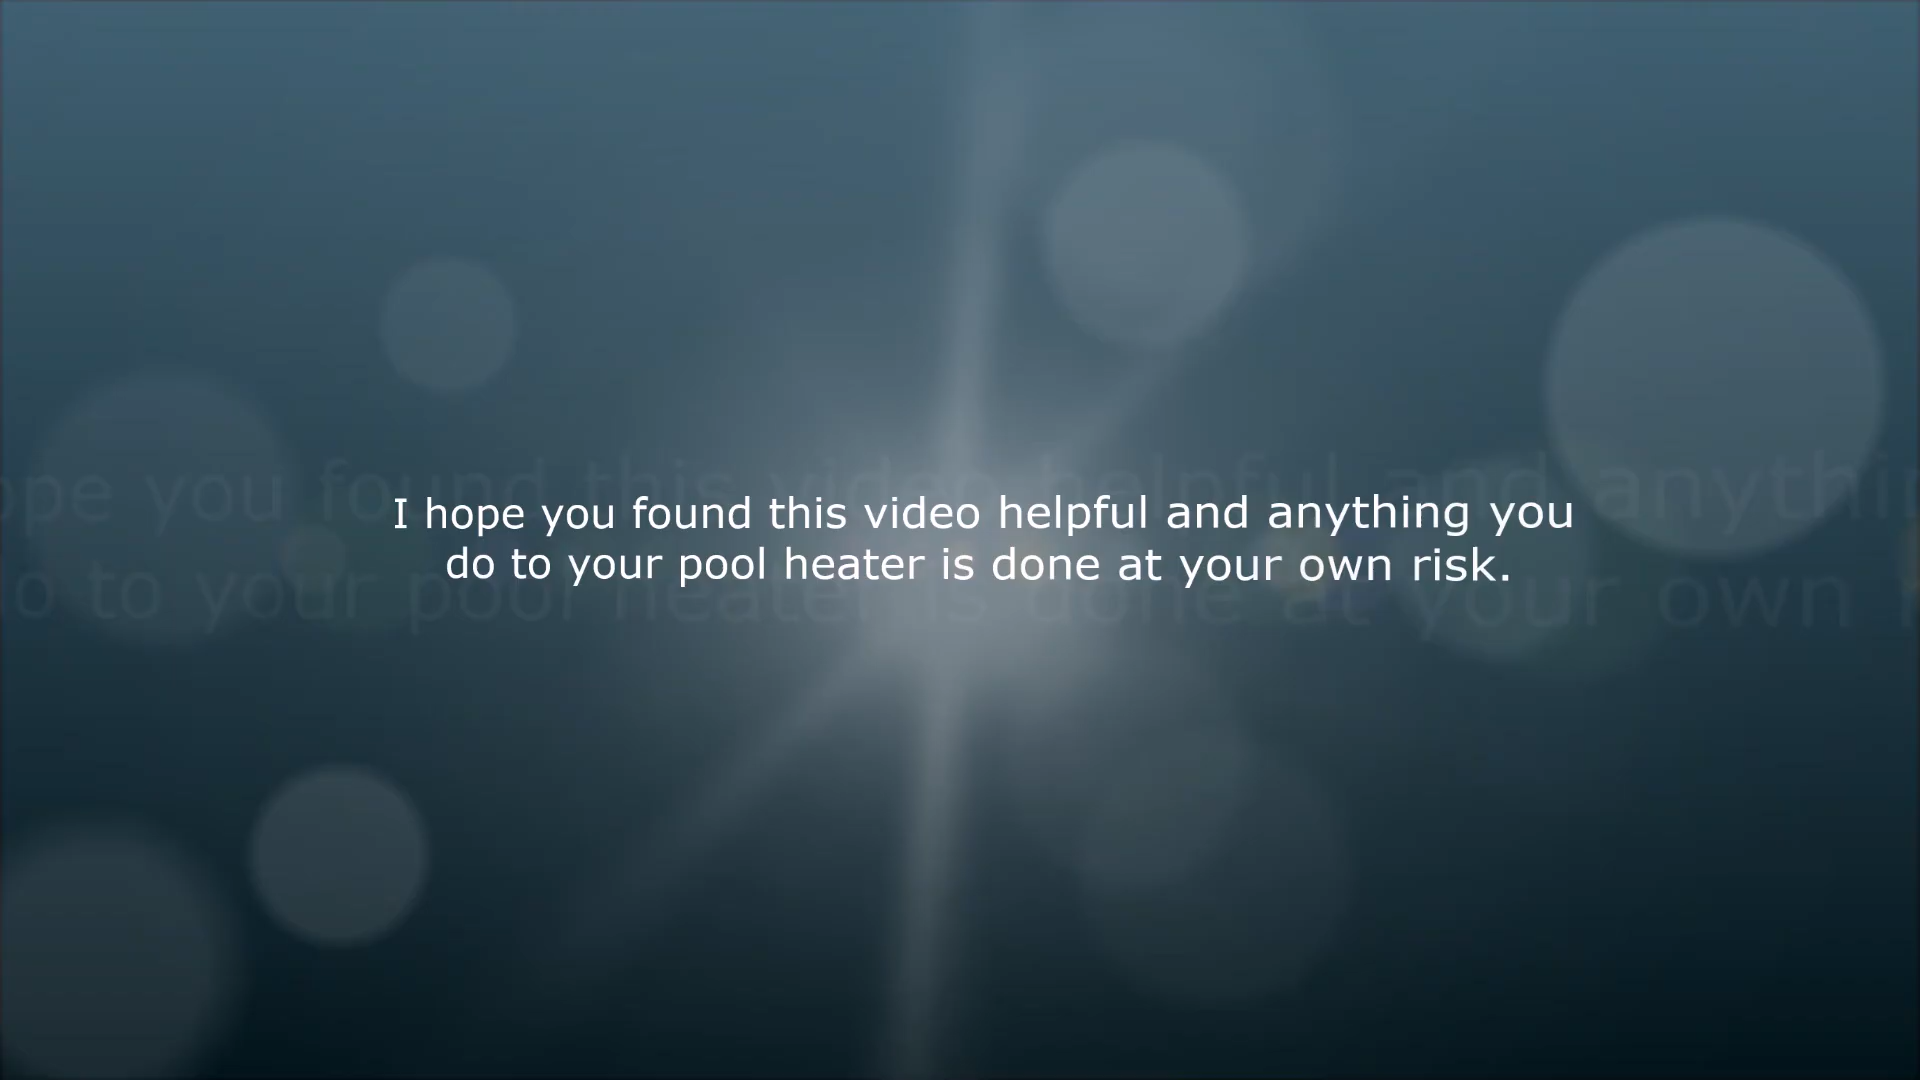 I hope you found this video helpful and anything you
do to your pool heater is done at your own risk.